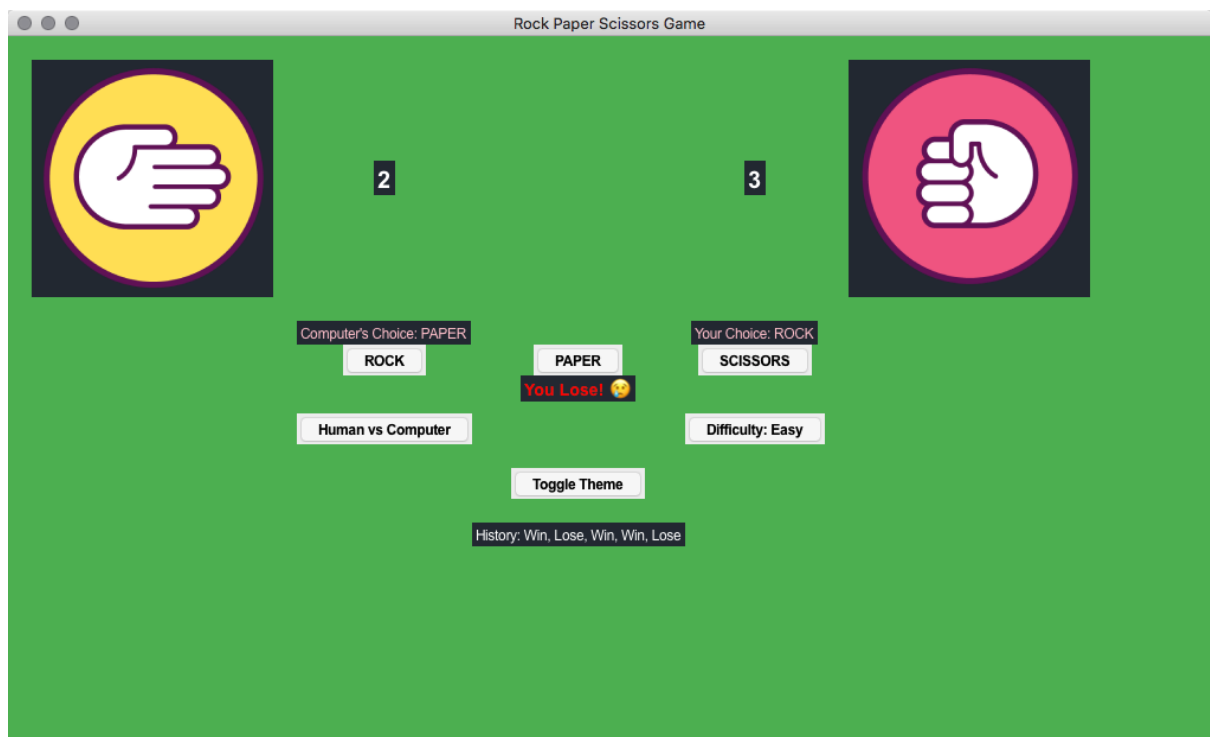 Rock Paper Scissors Game
2
3
Computer's Choice: PAPER
Your Choice: ROCK
ROCK
PAPER
SCISSORS
You Lose! 😢
Human vs Computer
Difficulty: Easy
Toggle Theme
History: Win, Lose, Win, Win, Lose